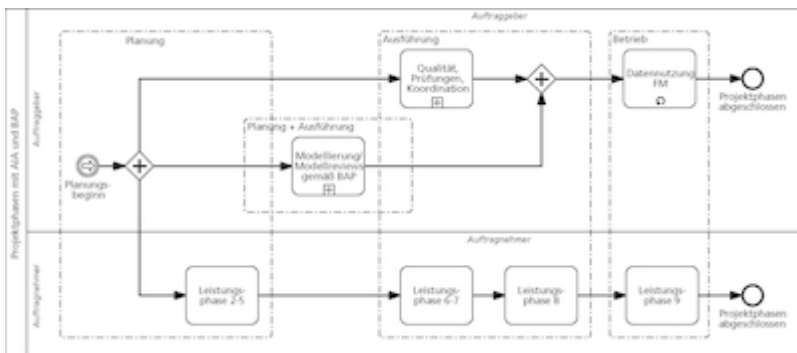 Projektphasen mit AIA und BAP
Auftraggeber
Auftraggeber
Planung
Ausführung
Betrieb
Qualität,
Prüfungen,
Koordination
Datennutzung
FM
Projektphasen
abgeschlossen
Planung + Ausführung
Modellierung/
Modellreviews
gemäß BAP
Planungs-
beginn
Auftragnehmer
Auftragnehmer
Leistungs-
phase 2-5
Leistungs-
phase 6-7
Leistungs-
phase 8
Leistungs-
phase 9
Projektphasen
abgeschlossen